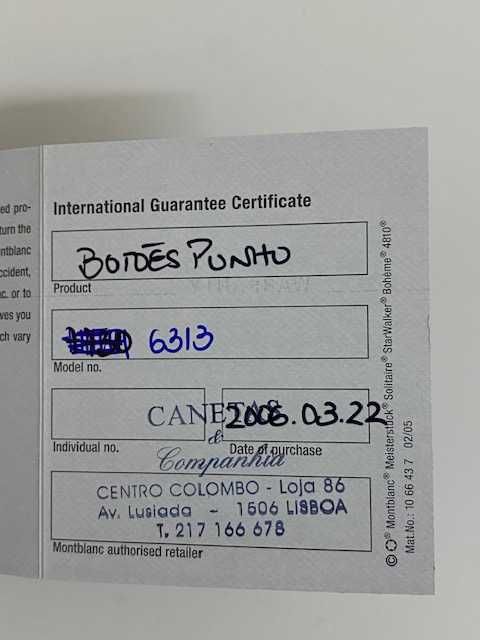 ed pro-
turn the
ntblanc
ccident,
c. or to
ves you
ch vary
International Guarantee Certificate
BOTÕES PUNHO
Product
6313
Model no.
CANETAS
2006.03.22
&
Individual no.
Date of purchase
Companhia
CENTRO COLOMBO - Loja 86
Av. Lusiada - 1506 LISBOA
T. 217 166 678
Montblanc authorised retailer
© ® Montblanc® Meisterstück® Solitaire® StarWalker® Bohème® 4810®
Mat.No.: 10 66 43 7 02/05